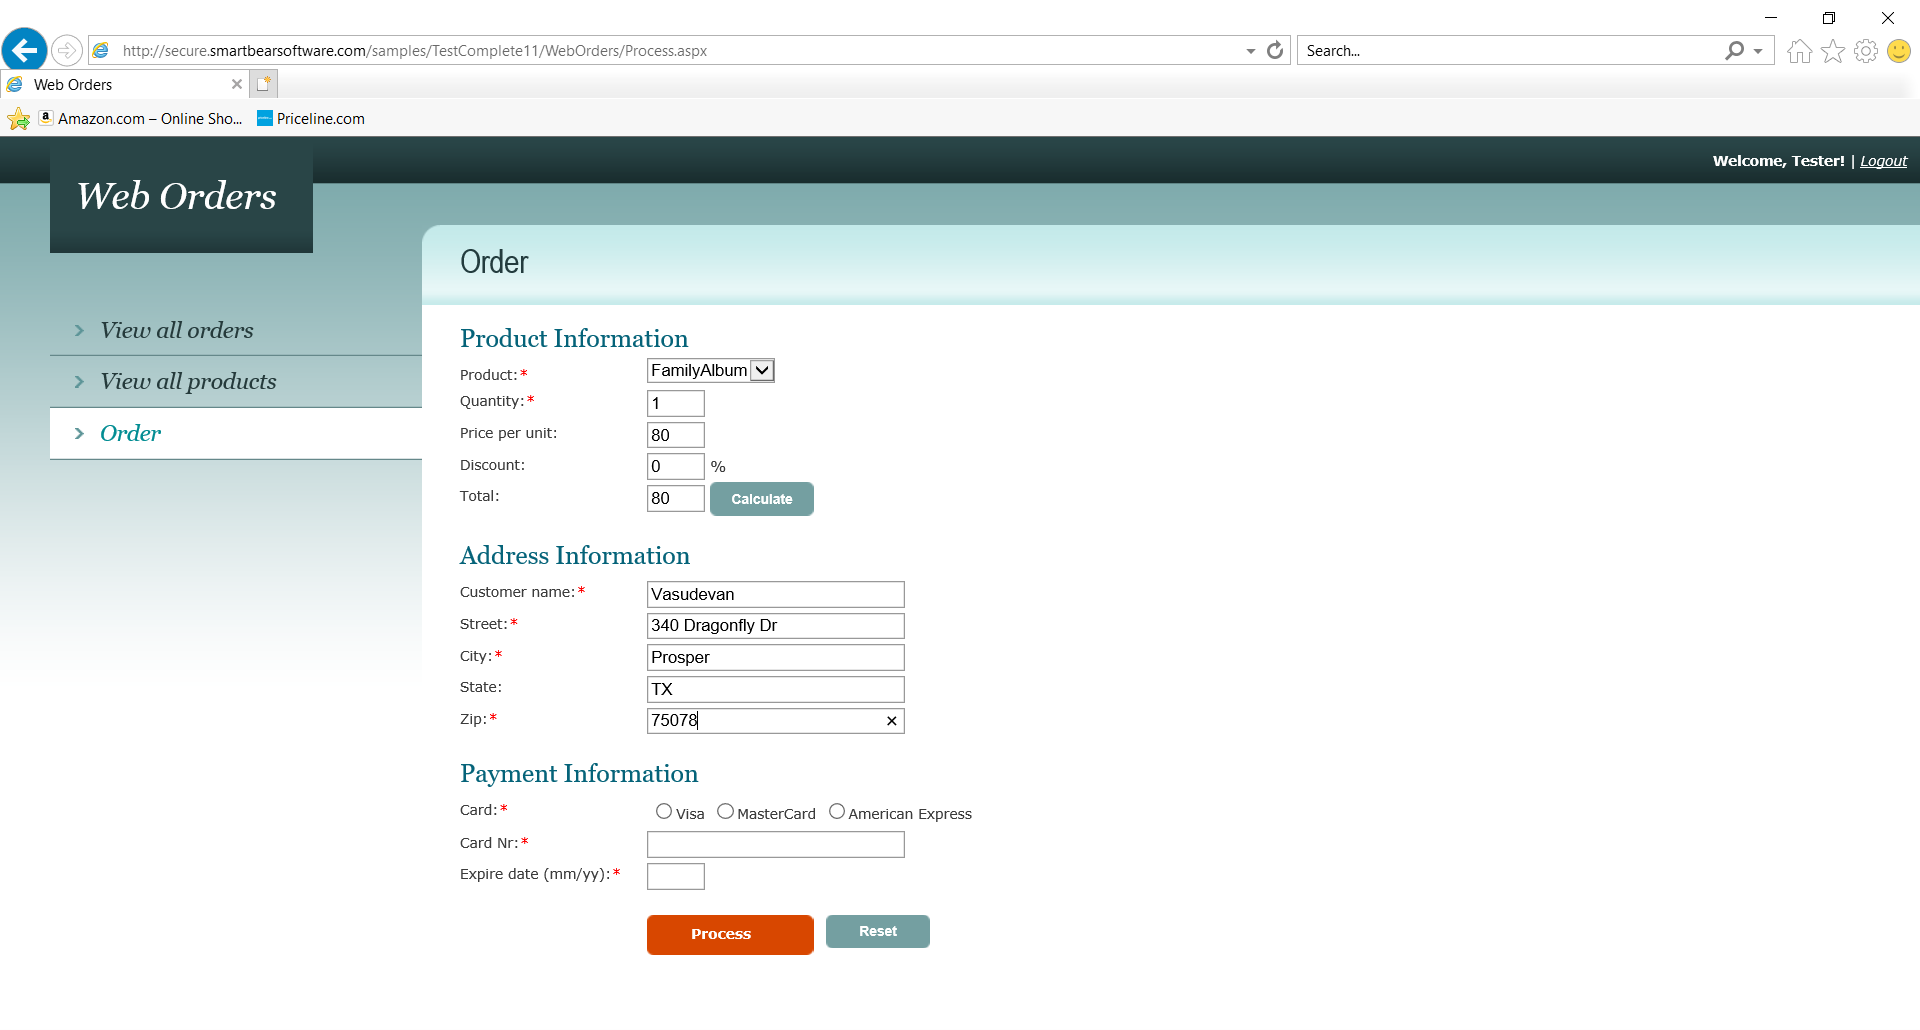 http://secure.smartbearsoftware.com/samples/TestComplete11/WebOrders/Process.aspx
Search...
Web Orders
Amazon.com – Online Sho...
Priceline.com
Welcome, Tester! | Logout
Web Orders
View all orders
View all products
Order
Order
Product Information
Product:* FamilyAlbum
Quantity:* 1
Price per unit: 80
Discount: 0 %
Total: 80 Calculate
Address Information
Customer name:* Vasudevan
Street:* 340 Dragonfly Dr
City:* Prosper
State: TX
Zip:* 75078
Payment Information
Card:* Visa MasterCard American Express
Card Nr:*
Expire date (mm/yy):*
Process Reset